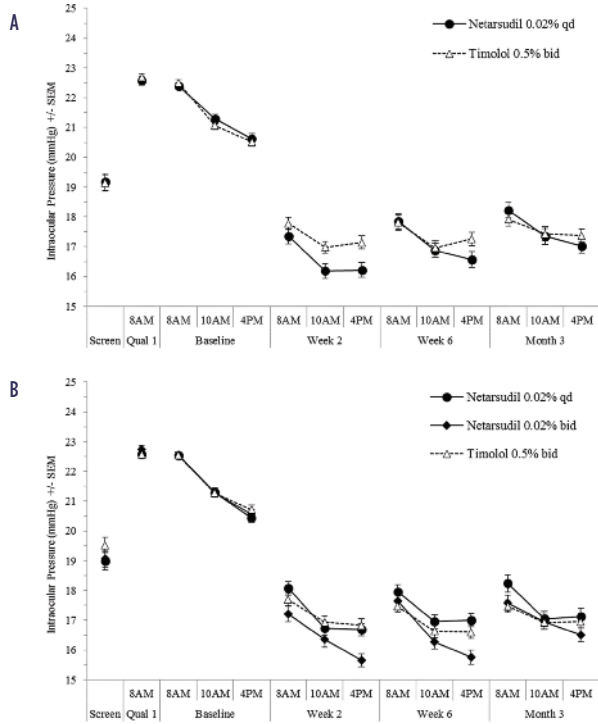 A
Netarsudil 0.02% qd
Timolol 0.5% bid
Intraocular Pressure (mmHg) +/- SEM
25
24
23
22
21
20
19
18
17
16
15
8AM 8AM 10AM 4PM 8AM 10AM 4PM 8AM 10AM 4PM 8AM 10AM 4PM
Screen Qual 1 Baseline Week 2 Week 6 Month 3
B
Netarsudil 0.02% qd
Netarsudil 0.02% bid
Timolol 0.5% bid
Intraocular Pressure (mmHg) +/- SEM
25
24
23
22
21
20
19
18
17
16
15
8AM 8AM 10AM 4PM 8AM 10AM 4PM 8AM 10AM 4PM 8AM 10AM 4PM
Screen Qual 1 Baseline Week 2 Week 6 Month 3